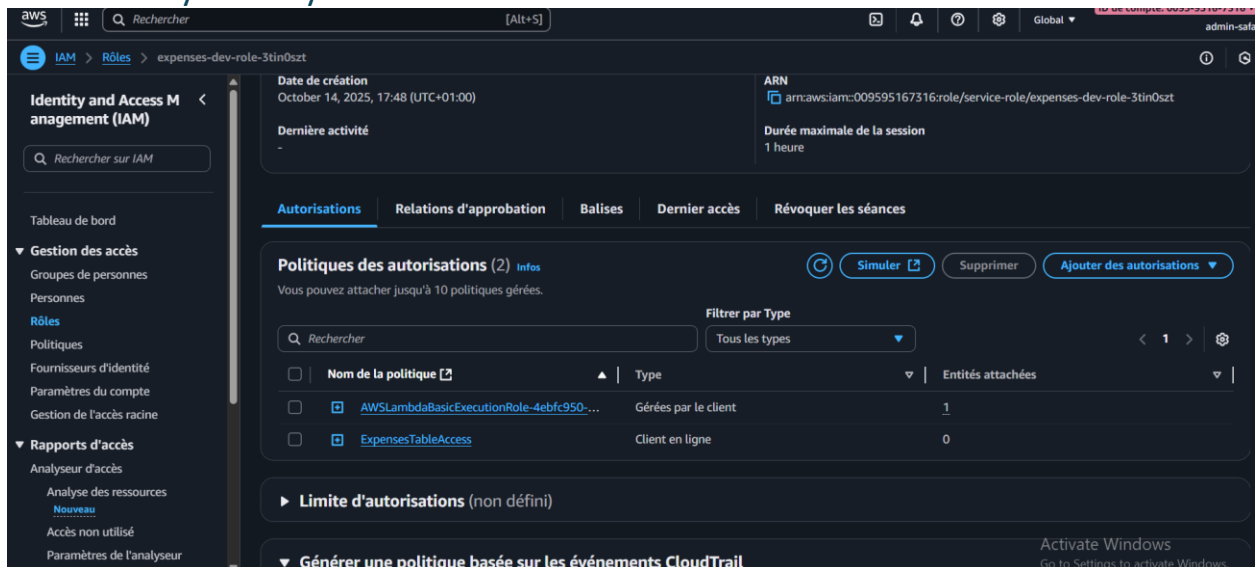 aws
Rechercher
[Alt+S]
Global
admin-safa
IAM > Rôles > expenses-dev-role-3tin0szt
Identity and Access M
anagement (IAM)
Rechercher sur IAM
Tableau de bord
Gestion des accès
Groupes de personnes
Personnes
Rôles
Politiques
Fournisseurs d'identité
Paramètres du compte
Gestion de l'accès racine
Rapports d'accès
Analyseur d'accès
Analyse des ressources
Nouveau
Accès non utilisé
Paramètres de l'analyseur
Date de création
October 14, 2025, 17:48 (UTC+01:00)
Dernière activité
-
ARN
arn:aws:iam::009595167316:role/service-role/expenses-dev-role-3tin0szt
Durée maximale de la session
1 heure
Autorisations
Relations d'approbation
Balises
Dernier accès
Révoquer les séances
Politiques des autorisations (2) Infos
Simuler
Supprimer
Ajouter des autorisations
Vous pouvez attacher jusqu'à 10 politiques gérées.
Filtrer par Type
Rechercher
Tous les types
1
Nom de la politique
Type
Entités attachées
AWSLambdaBasicExecutionRole-4ebfc950-...
Gérées par le client
1
ExpensesTableAccess
Client en ligne
0
Limite d'autorisations (non défini)
Générer une politique basée sur les événements CloudTrail
Activate Windows
Go to Settings to activate Windows.